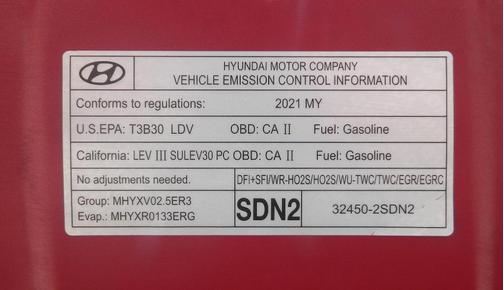 HYUNDAI MOTOR COMPANY
VEHICLE EMISSION CONTROL INFORMATION
Conforms to regulations: 2021 MY
U.S.EPA: T3B30 LDV OBD: CA II Fuel: Gasoline
California: LEV III SULEV30 PC OBD: CA II Fuel: Gasoline
No adjustments needed. DFI+SFI/WR-HO2S/HO2S/WU-TWC/TWC/EGR/EGRC
Group: MHYXV02.5ER3
Evap.: MHYXR0133ERG
SDN2
32450-2SDN2